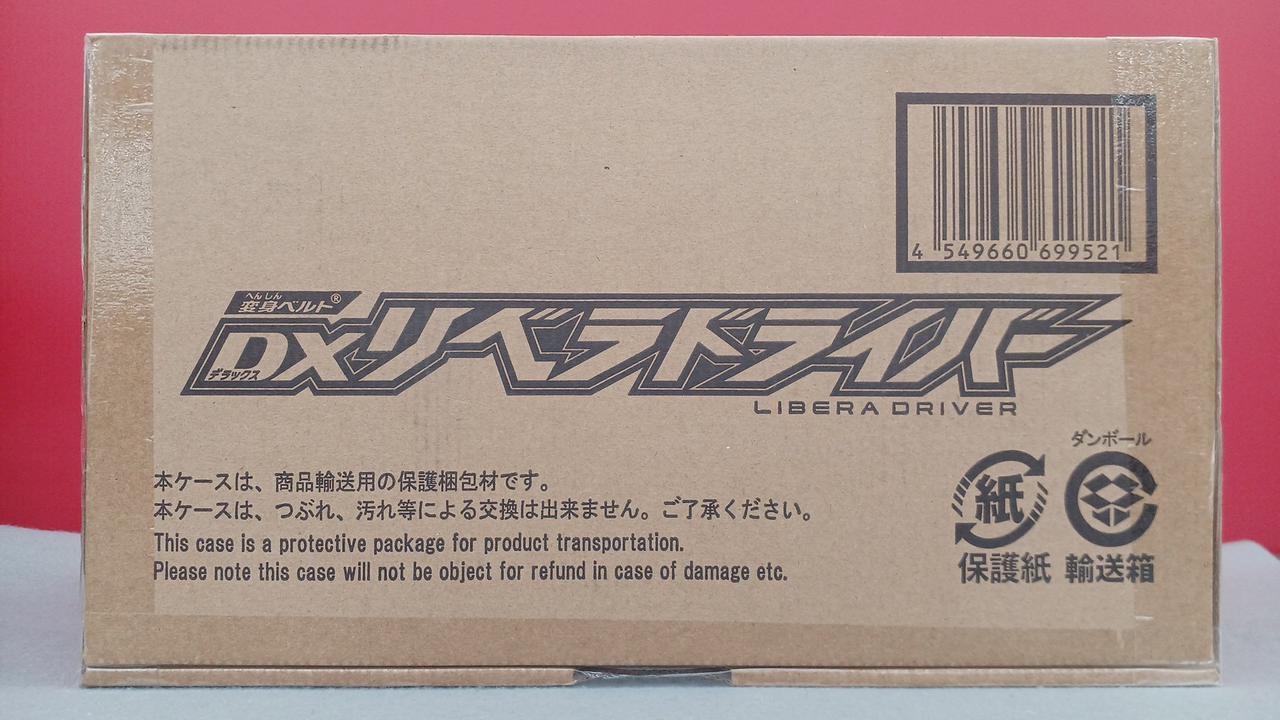 4 549660 699521
へんしん
変身ベルト®
DXリベラドライバー
デラックス
LIBERA DRIVER
ダンボール
本ケースは、商品輸送用の保護梱包材です。
本ケースは、つぶれ、汚れ等による交換は出来ません。ご了承ください。
This case is a protective package for product transportation.
Please note this case will not be object for refund in case of damage etc.
紙
保護紙 輸送箱